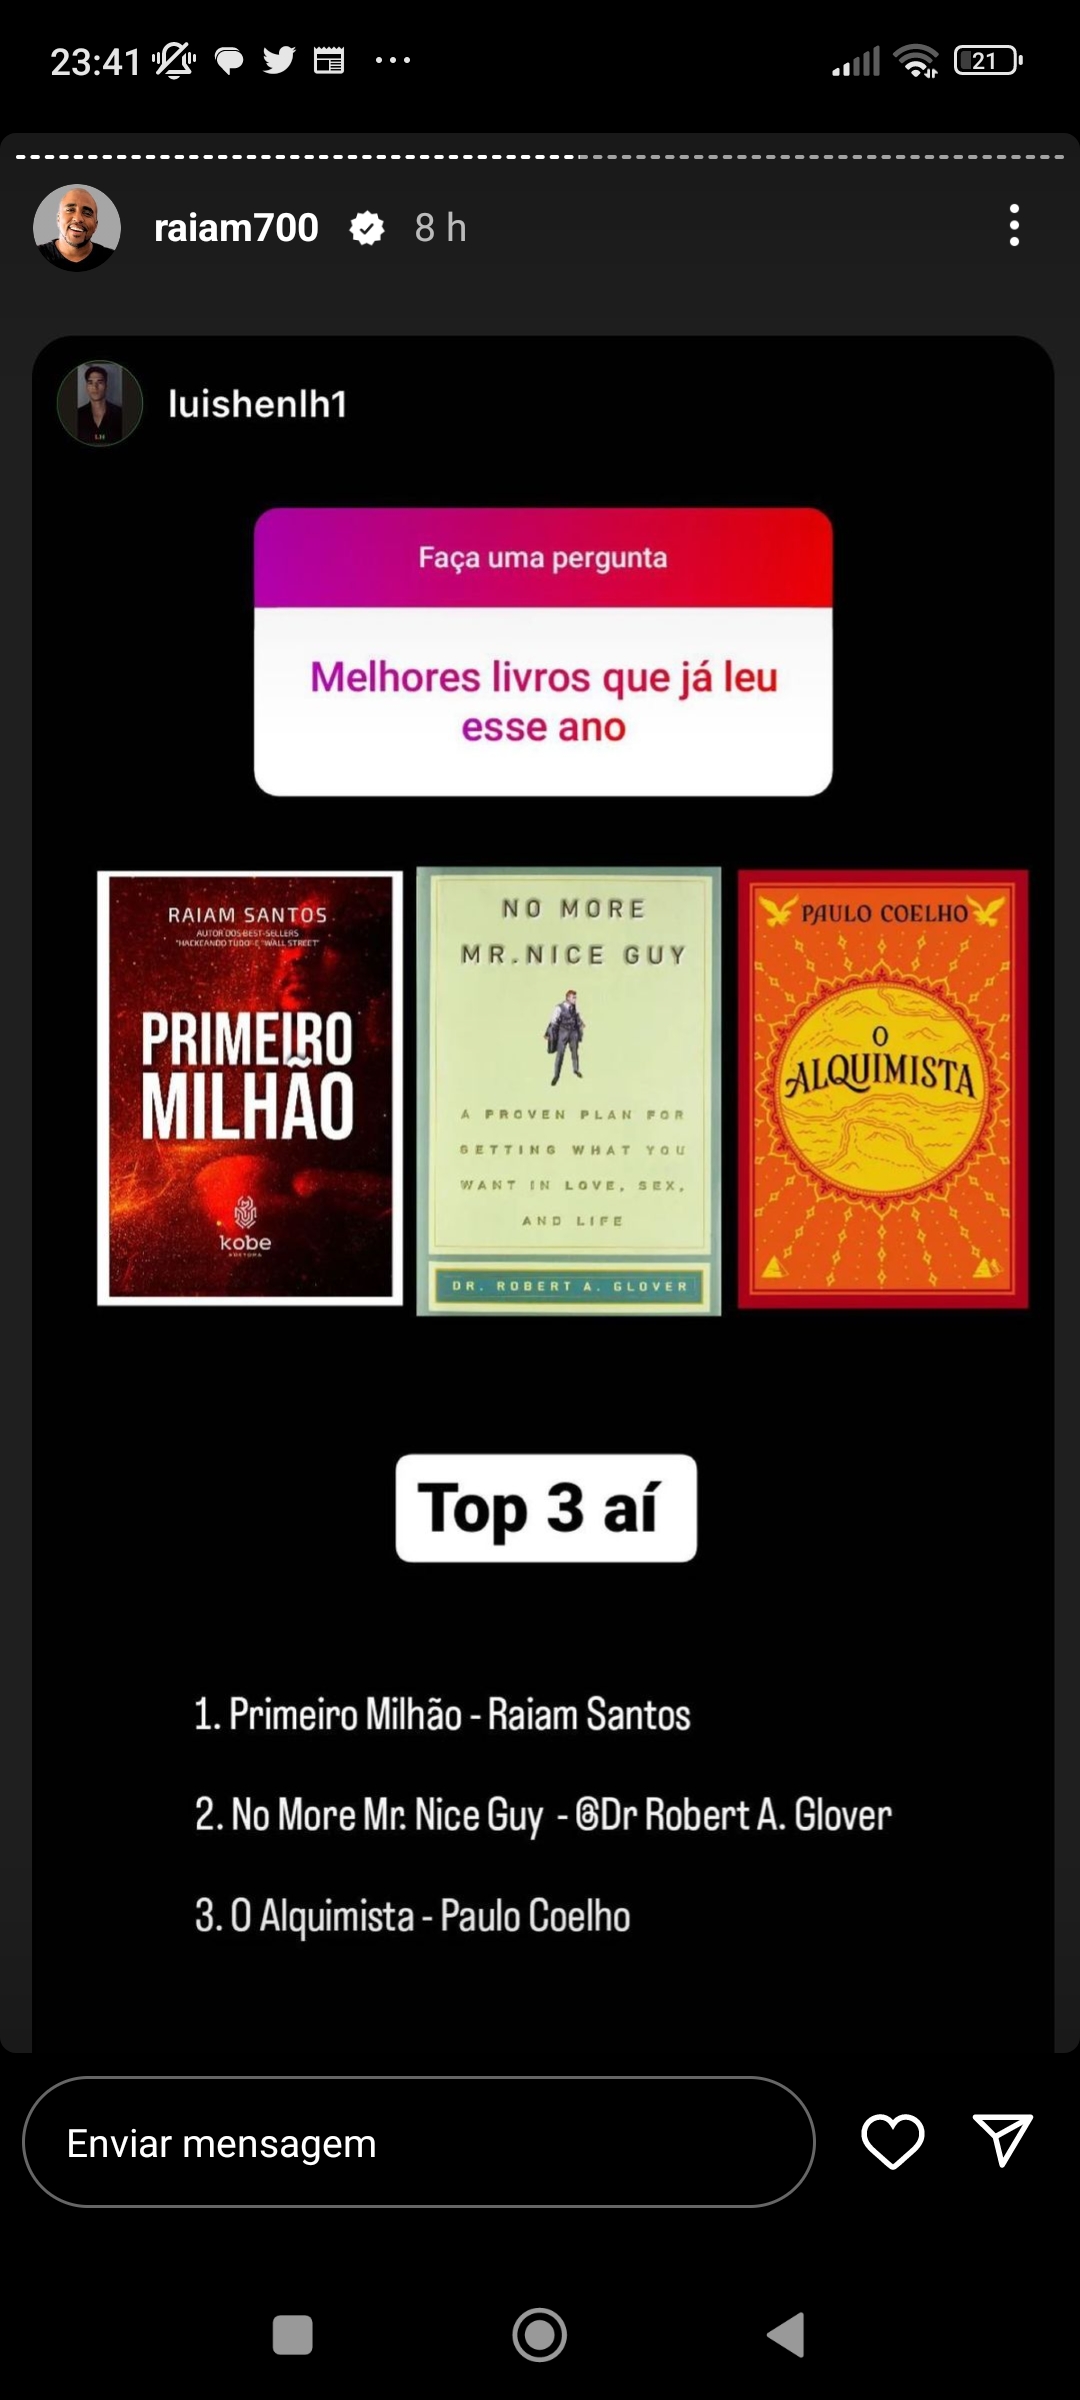 23:41
21
raiam700 8 h
luishenlh1
Faça uma pergunta
Melhores livros que já leu
esse ano
RAIAM SANTOS
AUTOR DOS BEST-SELLERS
"HACKEANDO TUDO" E "WALL STREET"
PRIMEIRO
MILHÃO
kobe
EDITORA
NO MORE
MR. NICE GUY
A PROVEN PLAN FOR
GETTING WHAT YOU
WANT IN LOVE, SEX,
AND LIFE
DR. ROBERT A. GLOVER
PAULO COELHO
O
ALQUIMISTA
Top 3 aí
1. Primeiro Milhão - Raiam Santos
2. No More Mr. Nice Guy - @Dr Robert A. Glover
3. O Alquimista - Paulo Coelho
Enviar mensagem